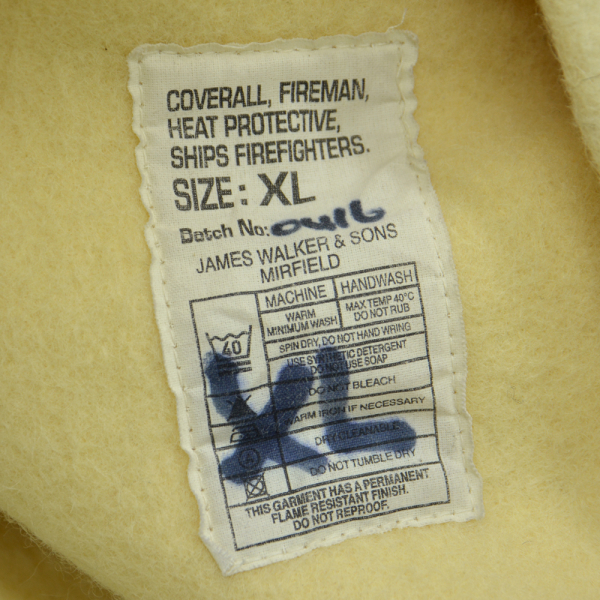 COVERALL, FIREMAN,
HEAT PROTECTIVE,
SHIPS FIREFIGHTERS.
SIZE: XL
Batch No: 0416
JAMES WALKER & SONS
MIRFIELD
MACHINE HANDWASH
WARM MINIMUM WASH MAX TEMP 40°C DO NOT RUB
40
SPIN DRY, DO NOT HAND WRING
USE SYNTHETIC DETERGENT
DO NOT USE SOAP
DO NOT BLEACH
WARM IRON IF NECESSARY
DRY CLEANABLE
DO NOT TUMBLE DRY
XL
THIS GARMENT HAS A PERMANENT
FLAME RESISTANT FINISH.
DO NOT REPROOF.